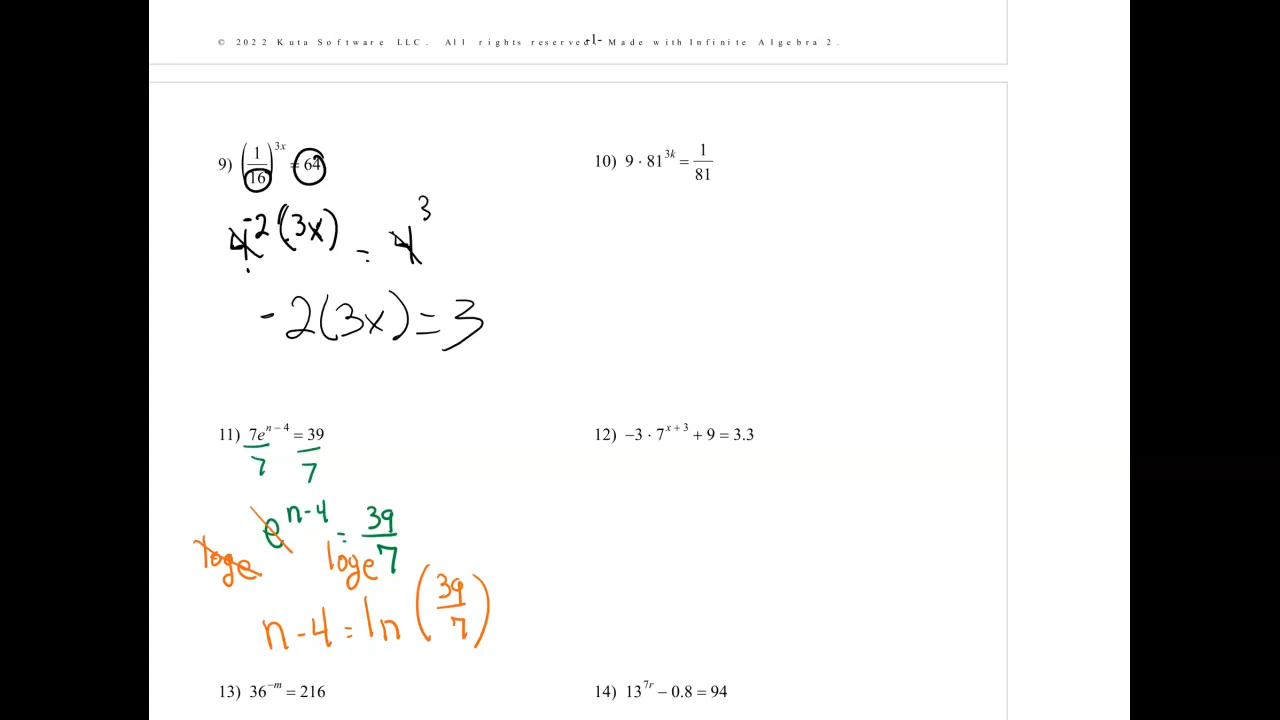 © 2022 Kuta Software LLC. All rights reserved. Made with Infinite Algebra 2.
-1-
9) (1/16)^{3x} = 64
10) 9 · 81^{3k} = 1/81
4^{-2(3x)} = 4^3
-2(3x) = 3
11) 7e^{n − 4} = 39
12) −3 · 7^{x + 3} + 9 = 3.3
7 7
e^{n-4} = 39/7
loge loge
n-4 = ln(39/7)
13) 36^{−m} = 216
14) 13^{7r} − 0.8 = 94